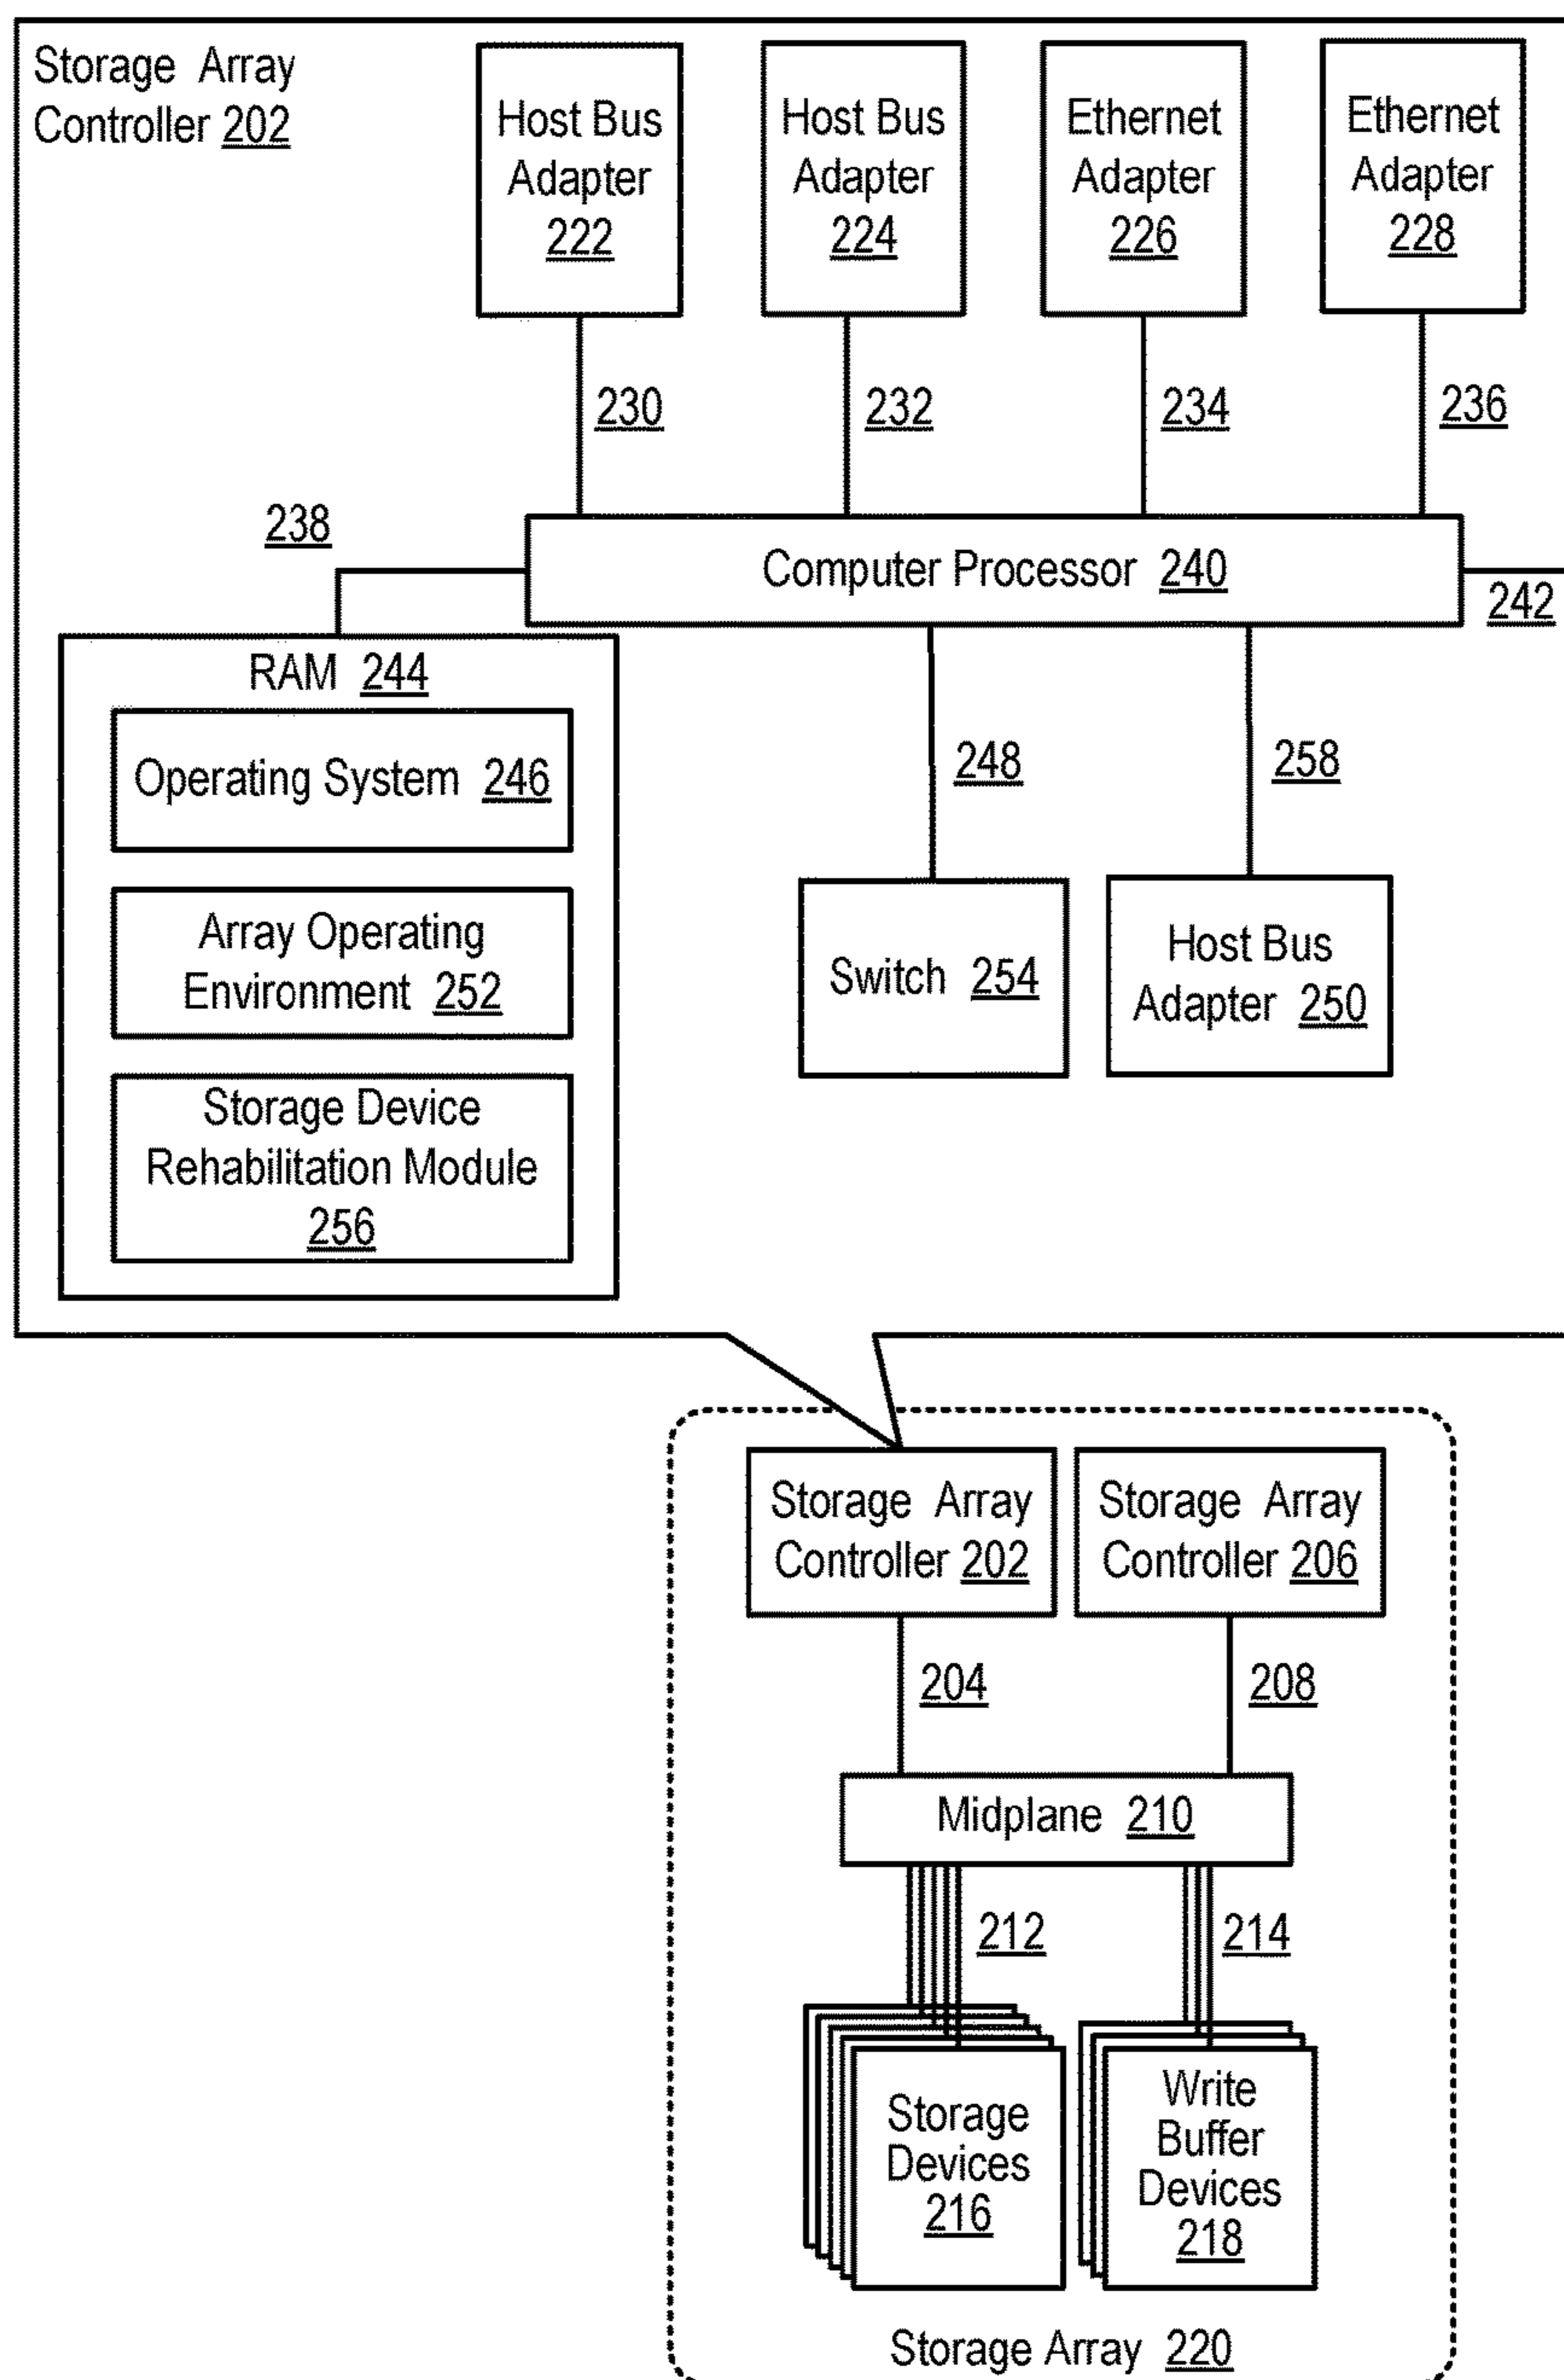 Storage Array
Controller 202
Host Bus
Adapter
222
Host Bus
Adapter
224
Ethernet
Adapter
226
Ethernet
Adapter
228
230
232
234
236
238
Computer Processor 240
242
RAM 244
Operating System 246
Array Operating
Environment 252
Storage Device
Rehabilitation Module
256
248
258
Switch 254
Host Bus
Adapter 250
Storage Array
Controller 202
Storage Array
Controller 206
204
208
Midplane 210
212
214
Storage
Devices
216
Write
Buffer
Devices
218
Storage Array 220